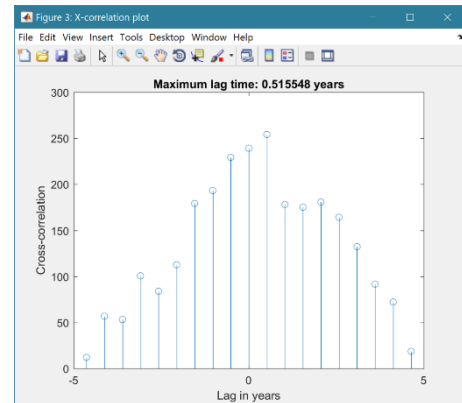 Figure 3: X-correlation plot
File Edit View Insert Tools Desktop Window Help
Maximum lag time: 0.515548 years
300
250
200
150
100
50
0
Cross-correlation
-5 0 5
Lag in years